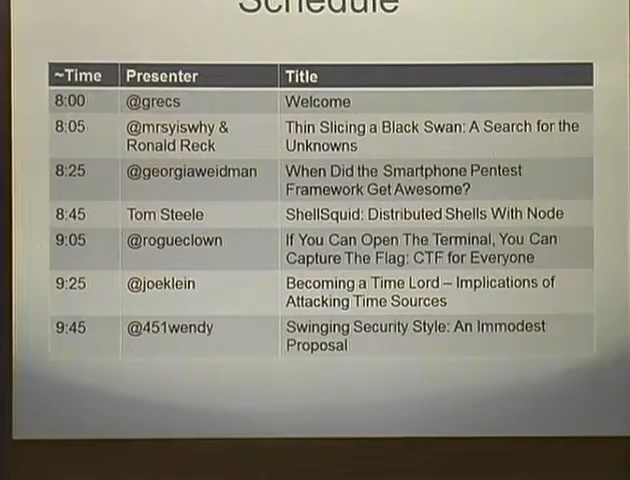 Schedule
~Time Presenter Title
8:00 @grecs Welcome
8:05 @mrsyiswhy & Thin Slicing a Black Swan: A Search for the
Ronald Reck Unknowns
8:25 @georgiaweidman When Did the Smartphone Pentest
Framework Get Awesome?
8:45 Tom Steele ShellSquid: Distributed Shells With Node
9:05 @rogueclown If You Can Open The Terminal, You Can
Capture The Flag: CTF for Everyone
9:25 @joeklein Becoming a Time Lord – Implications of
Attacking Time Sources
9:45 @451wendy Swinging Security Style: An Immodest
Proposal